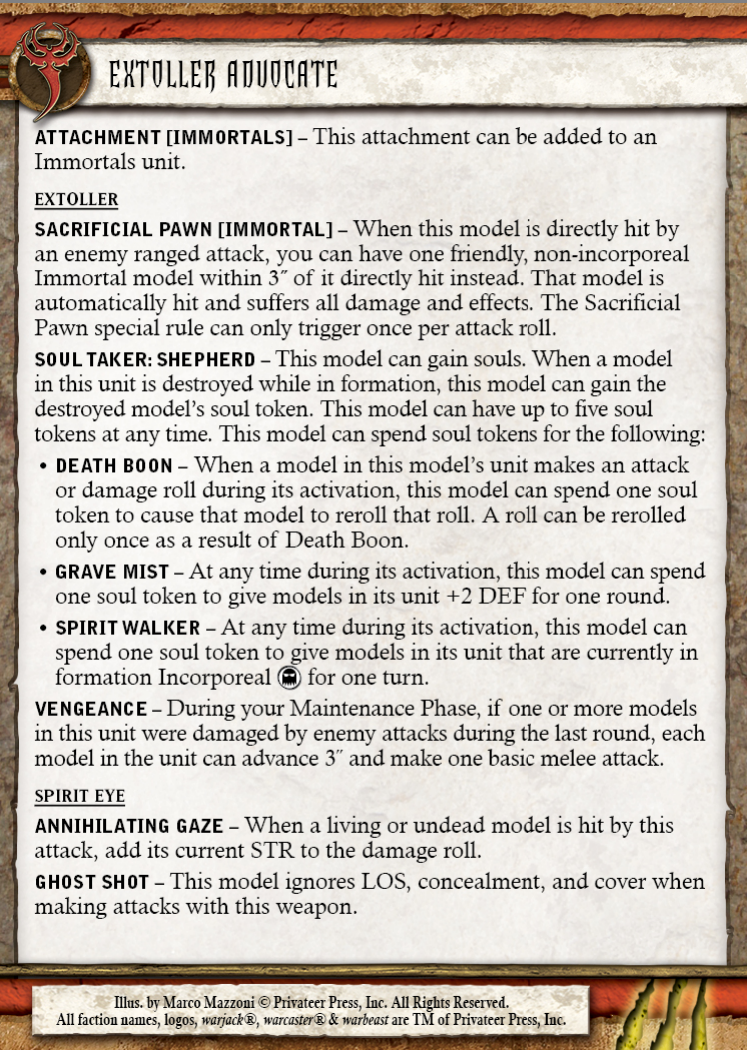 EXTOLLER ADVOCATE
ATTACHMENT [IMMORTALS] – This attachment can be added to an
Immortals unit.
EXTOLLER
SACRIFICIAL PAWN [IMMORTAL] – When this model is directly hit by
an enemy ranged attack, you can have one friendly, non-incorporeal
Immortal model within 3˝ of it directly hit instead. That model is
automatically hit and suffers all damage and effects. The Sacrificial
Pawn special rule can only trigger once per attack roll.
SOUL TAKER: SHEPHERD – This model can gain souls. When a model
in this unit is destroyed while in formation, this model can gain the
destroyed model's soul token. This model can have up to five soul
tokens at any time. This model can spend soul tokens for the following:
• DEATH BOON – When a model in this model's unit makes an attack
or damage roll during its activation, this model can spend one soul
token to cause that model to reroll that roll. A roll can be rerolled
only once as a result of Death Boon.
• GRAVE MIST – At any time during its activation, this model can spend
one soul token to give models in its unit +2 DEF for one round.
• SPIRIT WALKER – At any time during its activation, this model can
spend one soul token to give models in its unit that are currently in
formation Incorporeal for one turn.
VENGEANCE – During your Maintenance Phase, if one or more models
in this unit were damaged by enemy attacks during the last round, each
model in the unit can advance 3˝ and make one basic melee attack.
SPIRIT EYE
ANNIHILATING GAZE – When a living or undead model is hit by this
attack, add its current STR to the damage roll.
GHOST SHOT – This model ignores LOS, concealment, and cover when
making attacks with this weapon.
Illus. by Marco Mazzoni © Privateer Press, Inc. All Rights Reserved.
All faction names, logos, warjack®, warcaster® & warbeast are TM of Privateer Press, Inc.